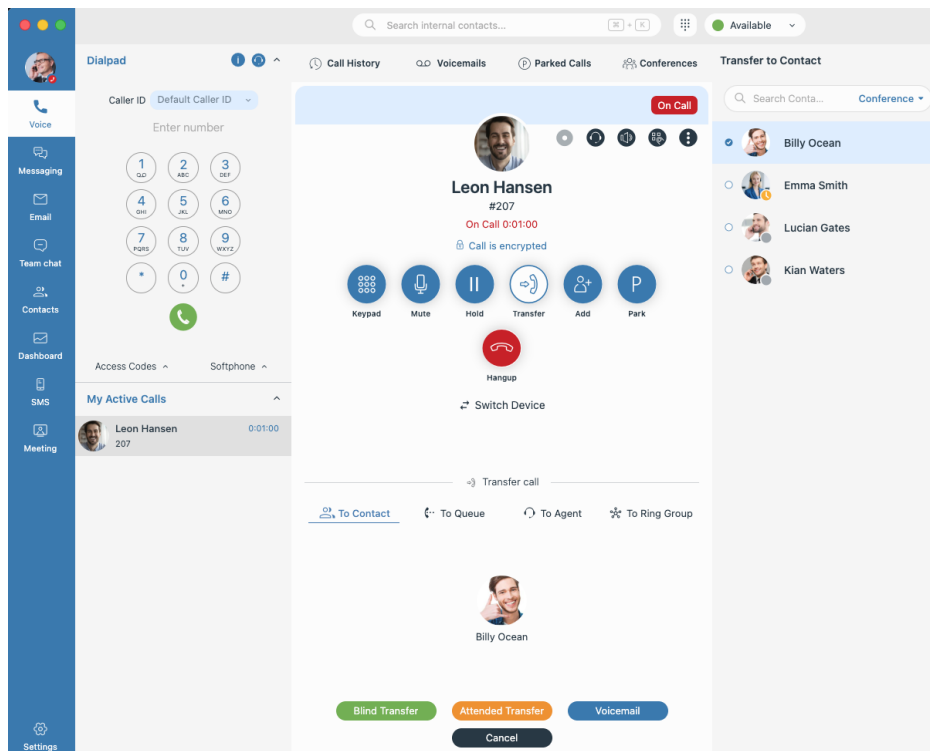 Search internal contacts...
⌘ + K
Available
Voice
Messaging
Email
Team chat
Contacts
Dashboard
SMS
Meeting
Settings
Dialpad
Caller ID
Default Caller ID
Enter number
1
2 ABC
3 DEF
4 GHI
5 JKL
6 MNO
7 PQRS
8 TUV
9 WXYZ
*
0 +
#
Access Codes
Softphone
My Active Calls
Leon Hansen 0:01:00
207
Call History
Voicemails
P Parked Calls
Conferences
On Call
Leon Hansen
#207
On Call 0:01:00
Call is encrypted
Keypad
Mute
Hold
Transfer
Add
P
Park
Hangup
Switch Device
Transfer call
To Contact
To Queue
To Agent
To Ring Group
Billy Ocean
Blind Transfer
Attended Transfer
Voicemail
Cancel
Transfer to Contact
Search Conta...
Conference
Billy Ocean
Emma Smith
Lucian Gates
Kian Waters